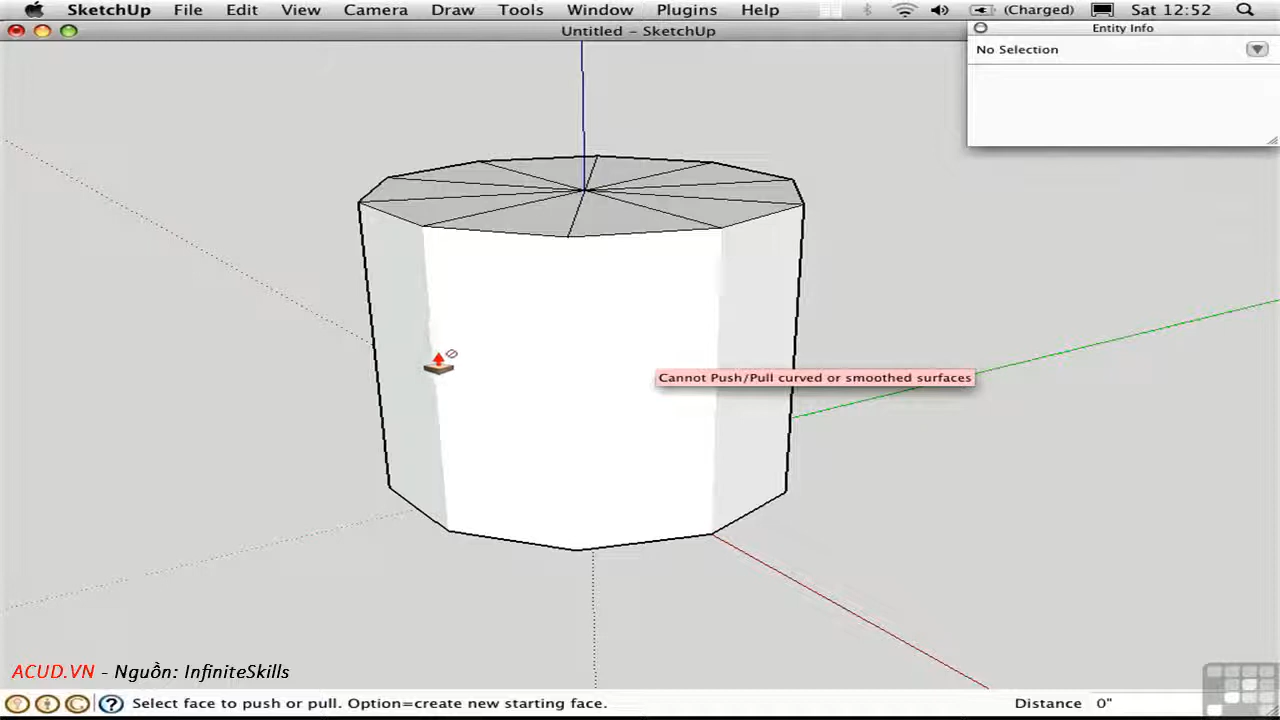 SketchUp File Edit View Camera Draw Tools Window Plugins Help (Charged) Sat 12:52
Untitled – SketchUp
Entity Info
No Selection
Cannot Push/Pull curved or smoothed surfaces
ACUD.VN - Nguồn: InfiniteSkills
Select face to push or pull. Option=create new starting face. Distance 0"